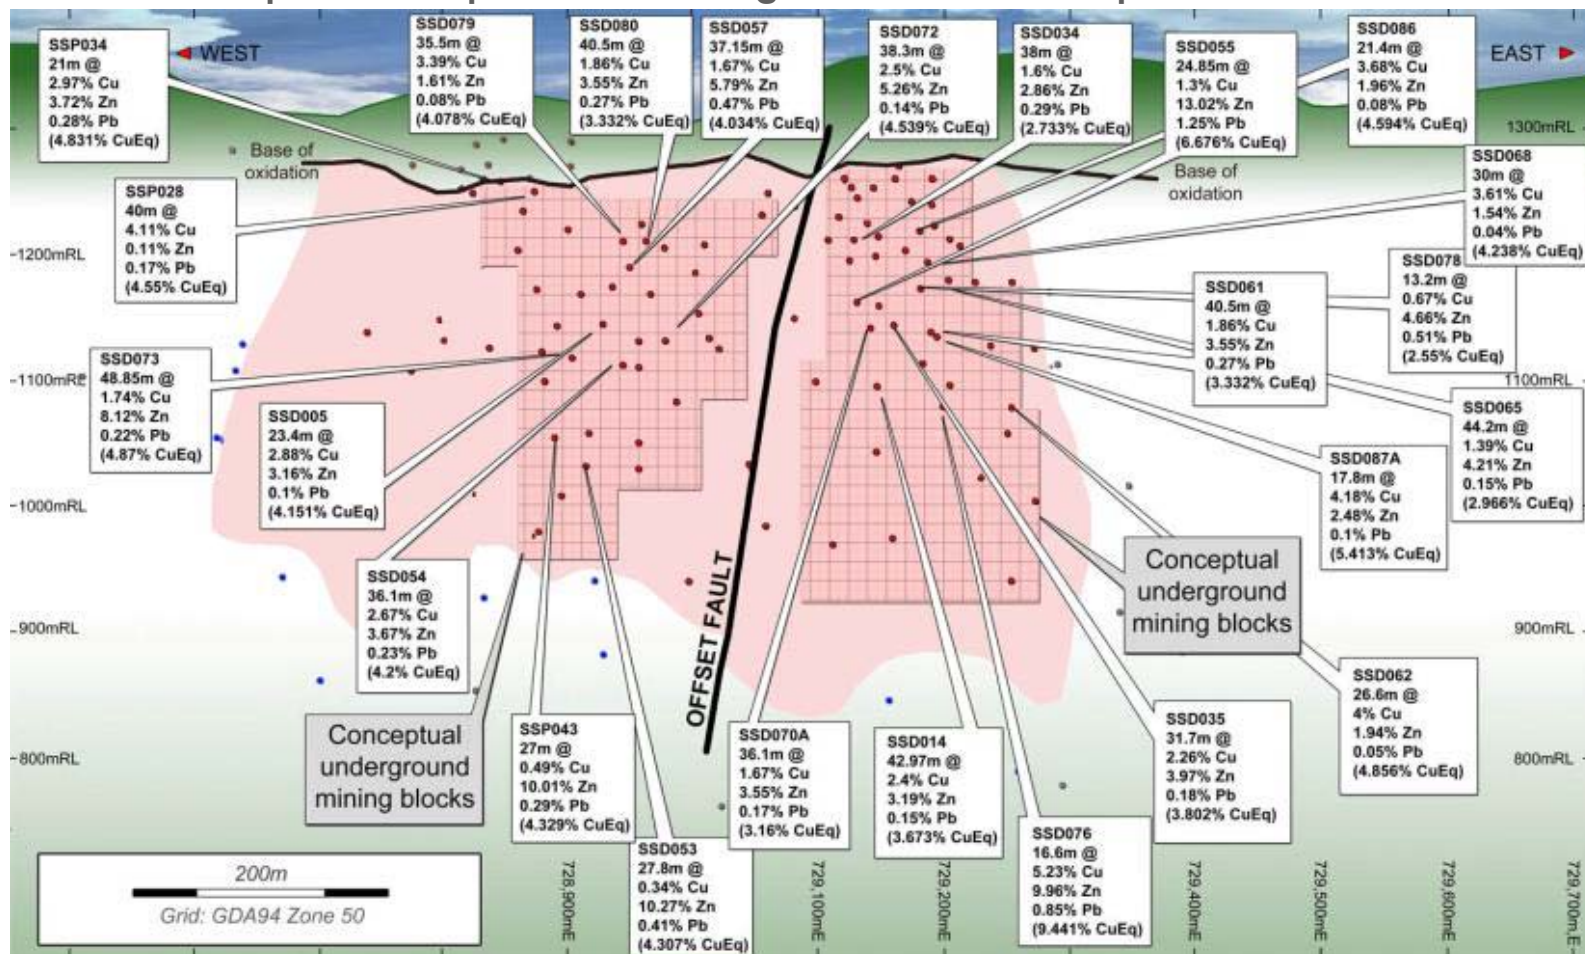 SSP034
21m @
2.97% Cu
3.72% Zn
0.28% Pb
(4.831% CuEq)
WEST
SSD079
35.5m @
3.39% Cu
1.61% Zn
0.08% Pb
(4.078% CuEq)
SSD080
40.5m @
1.86% Cu
3.55% Zn
0.27% Pb
(3.332% CuEq)
SSD057
37.15m @
1.67% Cu
5.79% Zn
0.47% Pb
(4.034% CuEq)
SSD072
38.3m @
2.5% Cu
5.26% Zn
0.14% Pb
(4.539% CuEq)
SSD034
38m @
1.6% Cu
2.86% Zn
0.29% Pb
(2.733% CuEq)
SSD055
24.85m @
1.3% Cu
13.02% Zn
1.25% Pb
(6.676% CuEq)
SSD086
21.4m @
3.68% Cu
1.96% Zn
0.08% Pb
(4.594% CuEq)
EAST
1300mRL
Base of
oxidation
Base of
oxidation
SSD068
30m @
3.61% Cu
1.54% Zn
0.04% Pb
(4.238% CuEq)
SSP028
40m @
4.11% Cu
0.11% Zn
0.17% Pb
(4.55% CuEq)
1200mRL
SSD078
13.2m @
0.67% Cu
4.66% Zn
0.51% Pb
(2.55% CuEq)
SSD061
40.5m @
1.86% Cu
3.55% Zn
0.27% Pb
(3.332% CuEq)
SSD073
48.85m @
1.74% Cu
8.12% Zn
0.22% Pb
(4.87% CuEq)
1100mRL
1100mRL
SSD005
23.4m @
2.88% Cu
3.16% Zn
0.1% Pb
(4.151% CuEq)
SSD065
44.2m @
1.39% Cu
4.21% Zn
0.15% Pb
(2.966% CuEq)
SSD087A
17.8m @
4.18% Cu
2.48% Zn
0.1% Pb
(5.413% CuEq)
1000mRL
SSD054
36.1m @
2.67% Cu
3.67% Zn
0.23% Pb
(4.2% CuEq)
OFFSET FAULT
Conceptual
underground
mining blocks
900mRL
900mRL
SSD062
26.6m @
4% Cu
1.94% Zn
0.05% Pb
(4.856% CuEq)
Conceptual
underground
mining blocks
SSP043
27m @
0.49% Cu
10.01% Zn
0.29% Pb
(4.329% CuEq)
SSD070A
36.1m @
1.67% Cu
3.55% Zn
0.17% Pb
(3.16% CuEq)
SSD014
42.97m @
2.4% Cu
3.19% Zn
0.15% Pb
(3.673% CuEq)
SSD035
31.7m @
2.26% Cu
3.97% Zn
0.18% Pb
(3.802% CuEq)
800mRL
800mRL
SSD053
27.8m @
0.34% Cu
10.27% Zn
0.41% Pb
(4.307% CuEq)
SSD076
16.6m @
5.23% Cu
9.96% Zn
0.85% Pb
(9.441% CuEq)
200m
Grid: GDA94 Zone 50
728,900mE
729,100mE
729,200mE
729,400mE
729,500mE
729,600mE
729,700m,E